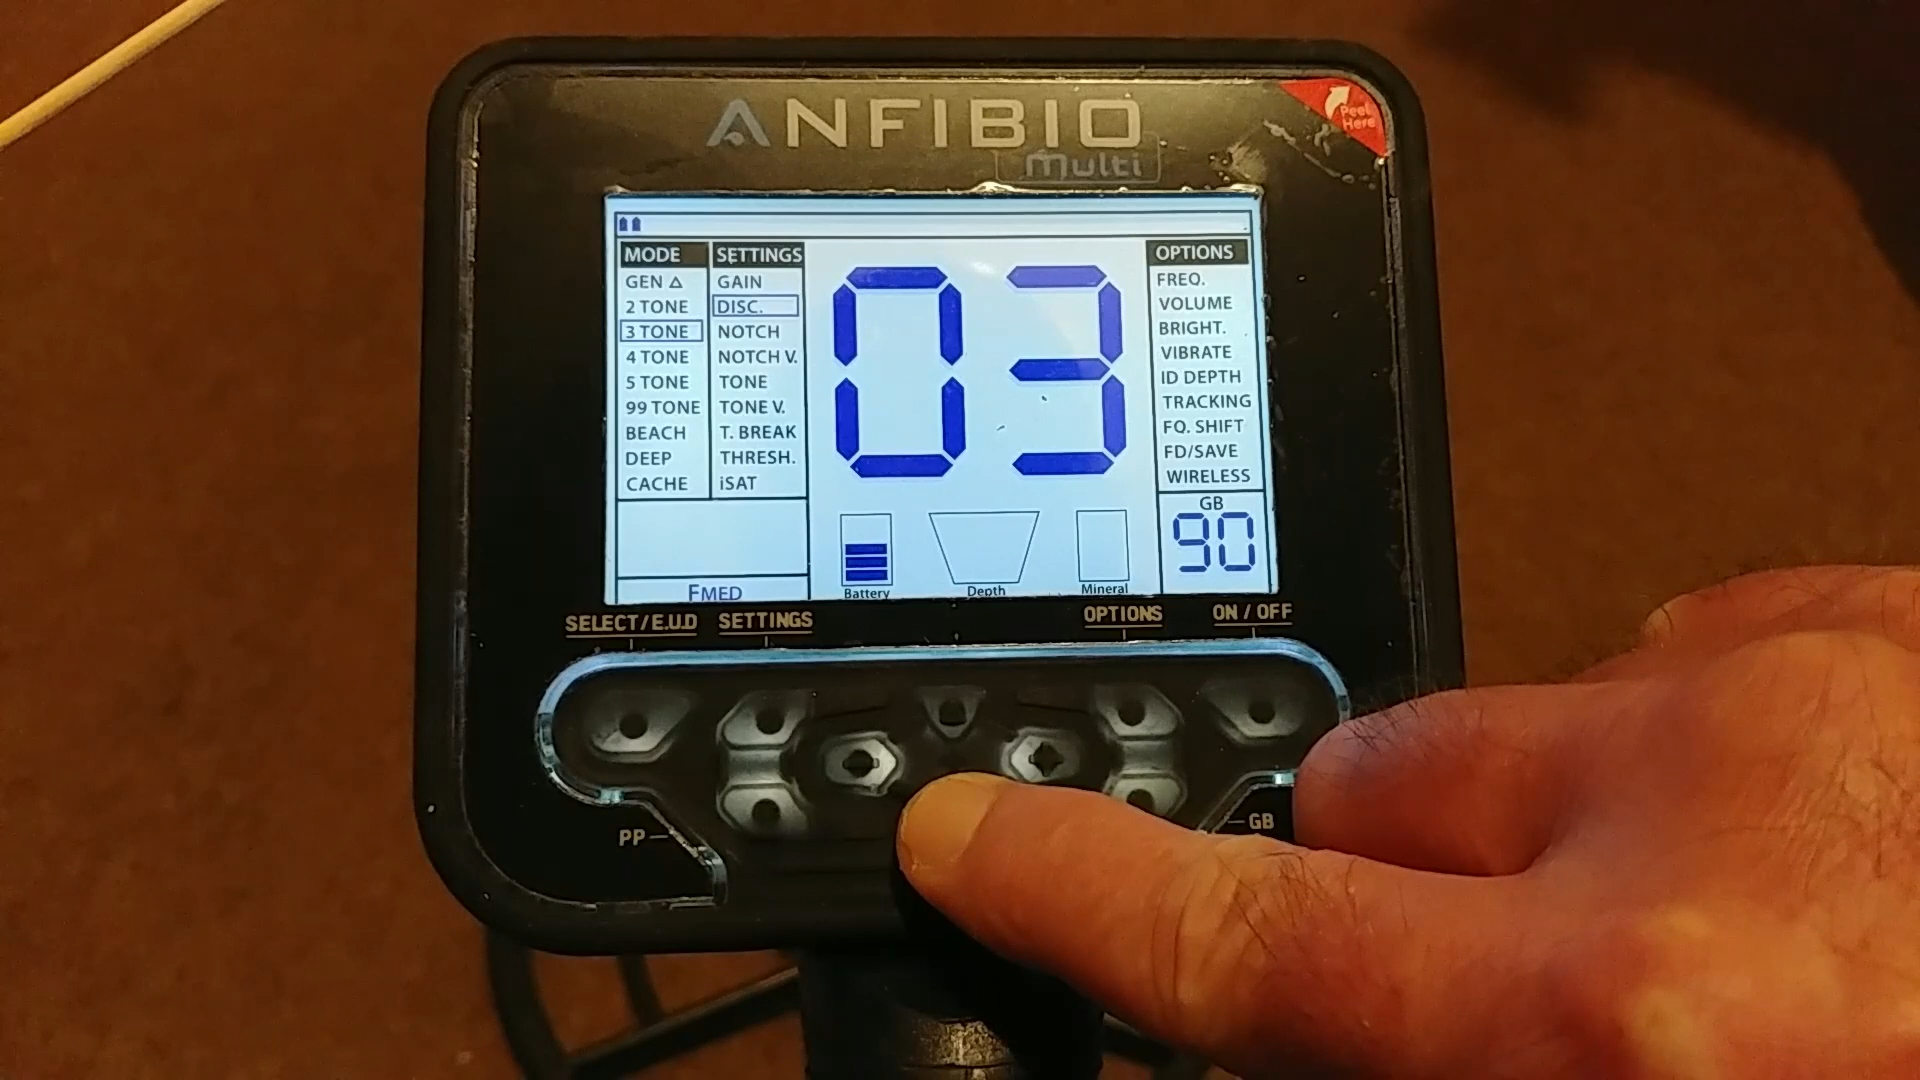 ANFIBIO
multi
Peel
Here
MODE
GEN △
2 TONE
3 TONE
4 TONE
5 TONE
99 TONE
BEACH
DEEP
CACHE
SETTINGS
GAIN
DISC.
NOTCH
NOTCH V.
TONE
TONE V.
T. BREAK
THRESH.
iSAT
03
OPTIONS
FREQ.
VOLUME
BRIGHT.
VIBRATE
ID DEPTH
TRACKING
FQ. SHIFT
FD/SAVE
WIRELESS
GB
90
FMED
Battery
Depth
Mineral
SELECT/E.U.D
SETTINGS
OPTIONS
ON / OFF
PP
GB